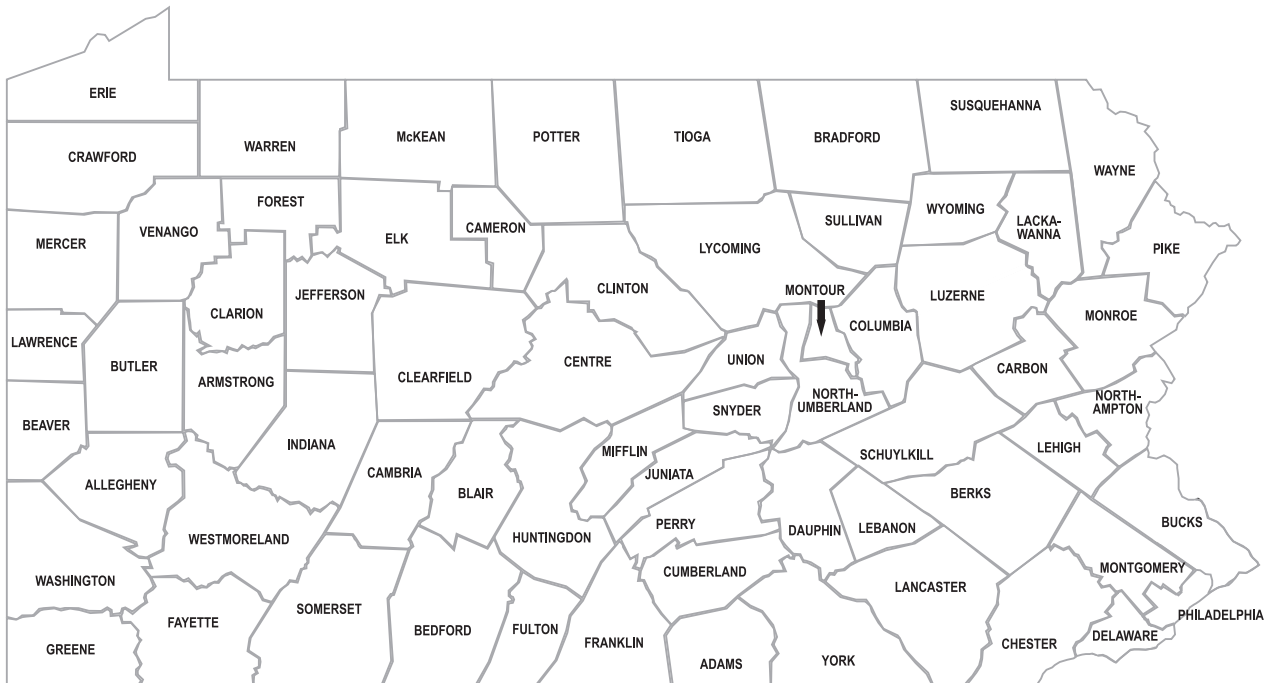 ERIE
CRAWFORD
WARREN
McKEAN
POTTER
TIOGA
BRADFORD
SUSQUEHANNA
WAYNE
FOREST
MERCER
VENANGO
ELK
CAMERON
LYCOMING
SULLIVAN
WYOMING
LACKA-
WANNA
PIKE
CLARION
JEFFERSON
CLINTON
MONTOUR
COLUMBIA
LUZERNE
MONROE
LAWRENCE
BUTLER
ARMSTRONG
CLEARFIELD
CENTRE
UNION
CARBON
BEAVER
SNYDER
NORTH-
UMBERLAND
NORTH-
AMPTON
INDIANA
MIFFLIN
SCHUYLKILL
LEHIGH
ALLEGHENY
CAMBRIA
BLAIR
JUNIATA
BERKS
WESTMORELAND
HUNTINGDON
PERRY
DAUPHIN
LEBANON
BUCKS
WASHINGTON
CUMBERLAND
LANCASTER
MONTGOMERY
SOMERSET
FAYETTE
BEDFORD
FULTON
FRANKLIN
PHILADELPHIA
GREENE
ADAMS
YORK
CHESTER
DELAWARE